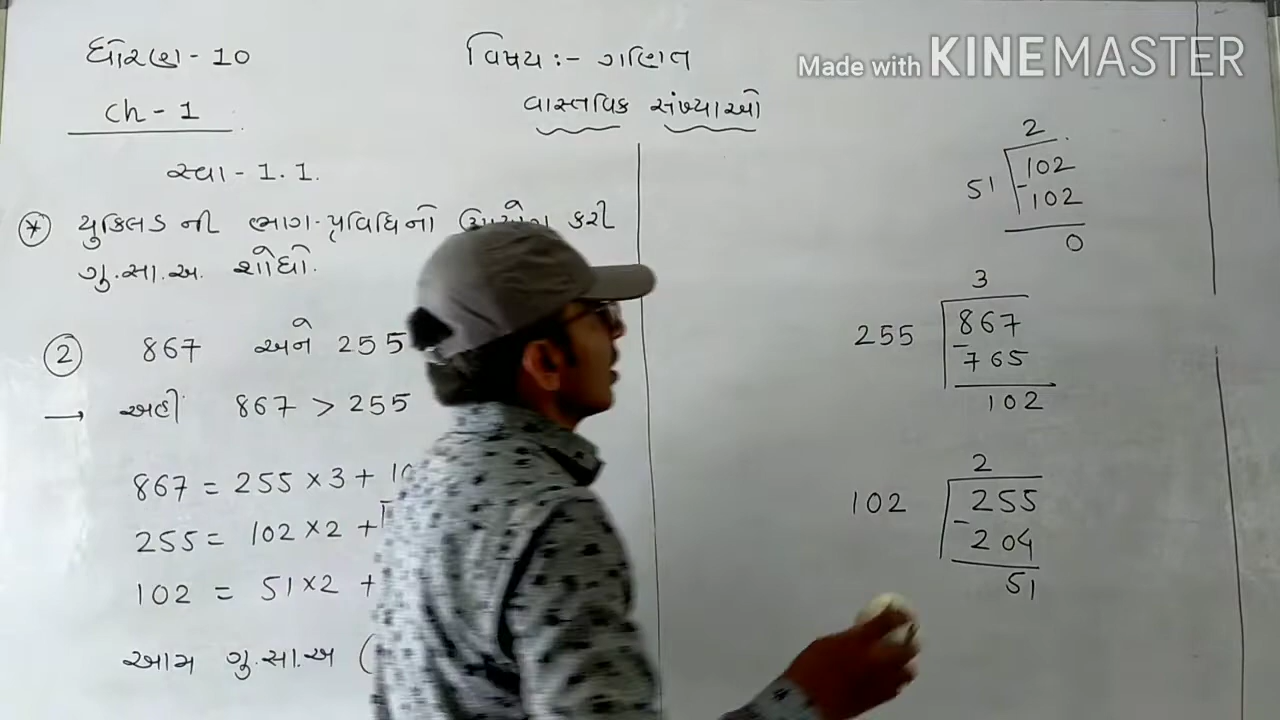 ધોરણ - 10
Ch - 1
વિષય :- ગણિત
વાસ્તવિક સંખ્યાઓ
Made with KINEMASTER
સ્વા - 1.1.
* યુક્લિડ ની ભાગ-પ્રવિધિનો કરી
ગુ.સા.અ. શોધો.
2 867 અને 255
→ અહીં 867 > 255
867 = 255 × 3 +
255 = 102 × 2 +
102 = 51 × 2 +
આમ ગુ.સા.અ (
2
51 102
- 102
0
3
255 867
- 765
102
2
102 255
- 204
51